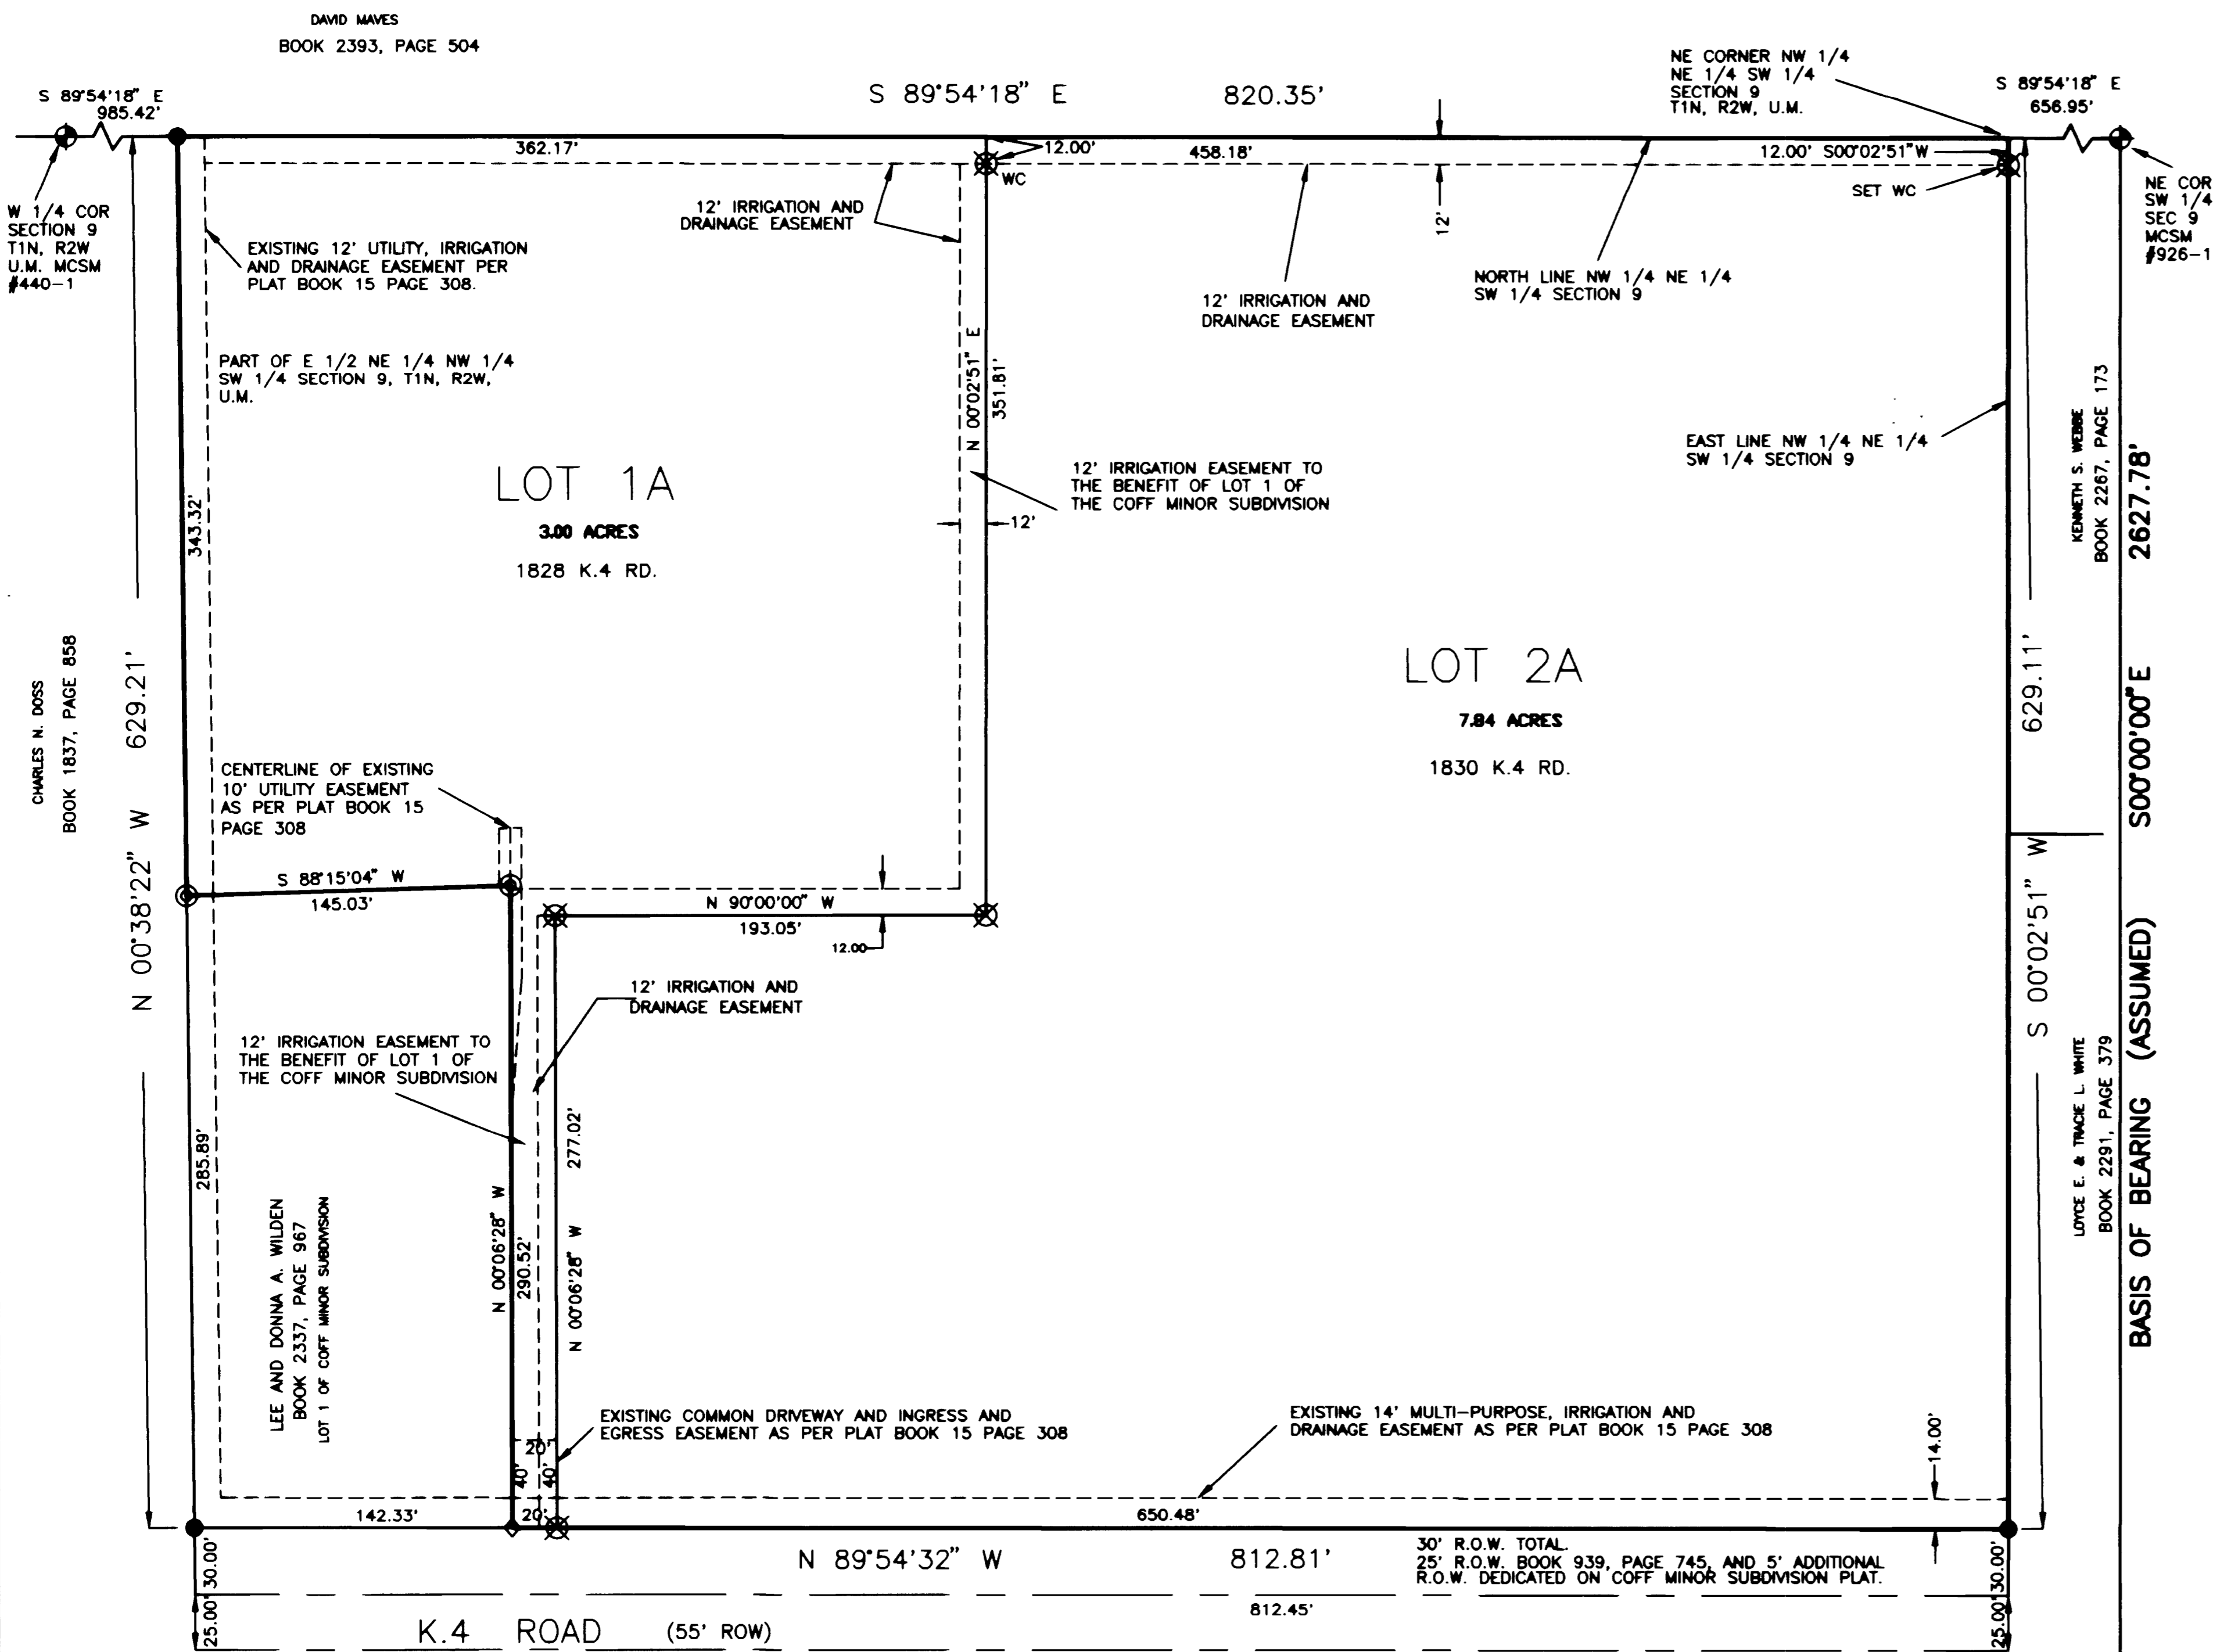 DAVID MAVES
BOOK 2393, PAGE 504
S 89°54'18" E
985.42'
S 89°54'18" E 820.35'
NE CORNER NW 1/4
NE 1/4 SW 1/4
SECTION 9
T1N, R2W, U.M.
S 89°54'18" E
656.95'
362.17'
12.00'
458.18'
12.00' S00°02'51"W
WC
SET WC
W 1/4 COR
SECTION 9
T1N, R2W
U.M. MCSM
#440-1
NE COR
SW 1/4
SEC 9
MCSM
#926-1
12' IRRIGATION AND
DRAINAGE EASEMENT
12'
EXISTING 12' UTILITY, IRRIGATION
AND DRAINAGE EASEMENT PER
PLAT BOOK 15 PAGE 308.
12' IRRIGATION AND
DRAINAGE EASEMENT
NORTH LINE NW 1/4 NE 1/4
SW 1/4 SECTION 9
PART OF E 1/2 NE 1/4 NW 1/4
SW 1/4 SECTION 9, T1N, R2W,
U.M.
N 00°02'51" E
351.81'
EAST LINE NW 1/4 NE 1/4
SW 1/4 SECTION 9
KENNETH S. WEBBE
BOOK 2267, PAGE 173
LOT 1A
3.00 ACRES
1828 K.4 RD.
12' IRRIGATION EASEMENT TO
THE BENEFIT OF LOT 1 OF
THE COFF MINOR SUBDIVISION
12'
343.32'
LOT 2A
7.84 ACRES
1830 K.4 RD.
CHARLES N. DOSS
BOOK 1837, PAGE 858
N 00°38'22" W 629.21'
629.11'
S 00°02'51" W
BASIS OF BEARING (ASSUMED) S00°00'00"E 2627.78'
CENTERLINE OF EXISTING
10' UTILITY EASEMENT
AS PER PLAT BOOK 15
PAGE 308
S 88°15'04" W
145.03'
N 90°00'00" W
193.05'
12.00
12' IRRIGATION AND
DRAINAGE EASEMENT
12' IRRIGATION EASEMENT TO
THE BENEFIT OF LOT 1 OF
THE COFF MINOR SUBDIVISION
285.89'
277.02'
N 00°06'28" W
N 00°06'28" W
290.52'
LOYCE E. & TRACIE L. WHITE
BOOK 2291, PAGE 379
LEE AND DONNA A. WILDEN
BOOK 2337, PAGE 967
LOT 1 OF COFF MINOR SUBDIVISION
EXISTING COMMON DRIVEWAY AND INGRESS AND
EGRESS EASEMENT AS PER PLAT BOOK 15 PAGE 308
EXISTING 14' MULTI-PURPOSE, IRRIGATION AND
DRAINAGE EASEMENT AS PER PLAT BOOK 15 PAGE 308
14.00'
20'
40'
40'
142.33'
20'
650.48'
N 89°54'32" W 812.81'
30' R.O.W. TOTAL.
25' R.O.W. BOOK 939, PAGE 745, AND 5' ADDITIONAL
R.O.W. DEDICATED ON COFF MINOR SUBDIVISION PLAT.
30.00'
30.00'
812.45'
25.00'
25.00'
K.4 ROAD (55' ROW)